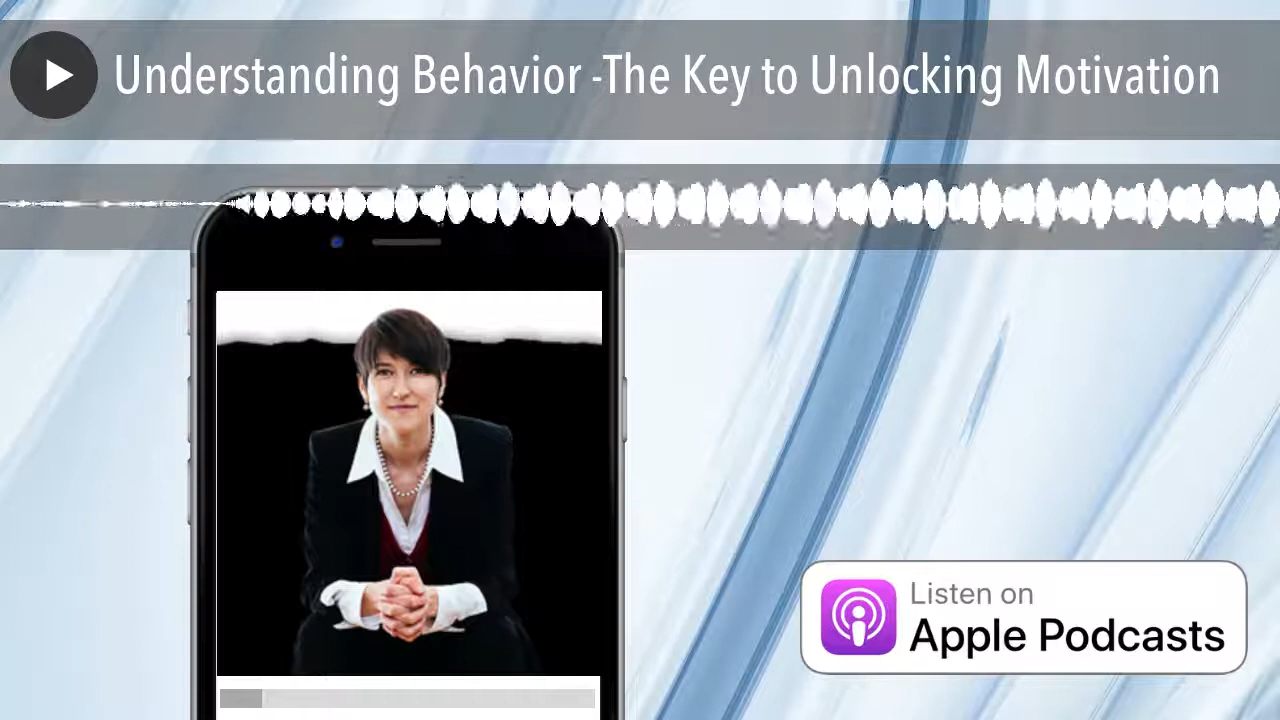 Understanding Behavior -The Key to Unlocking Motivation
Listen on
Apple Podcasts